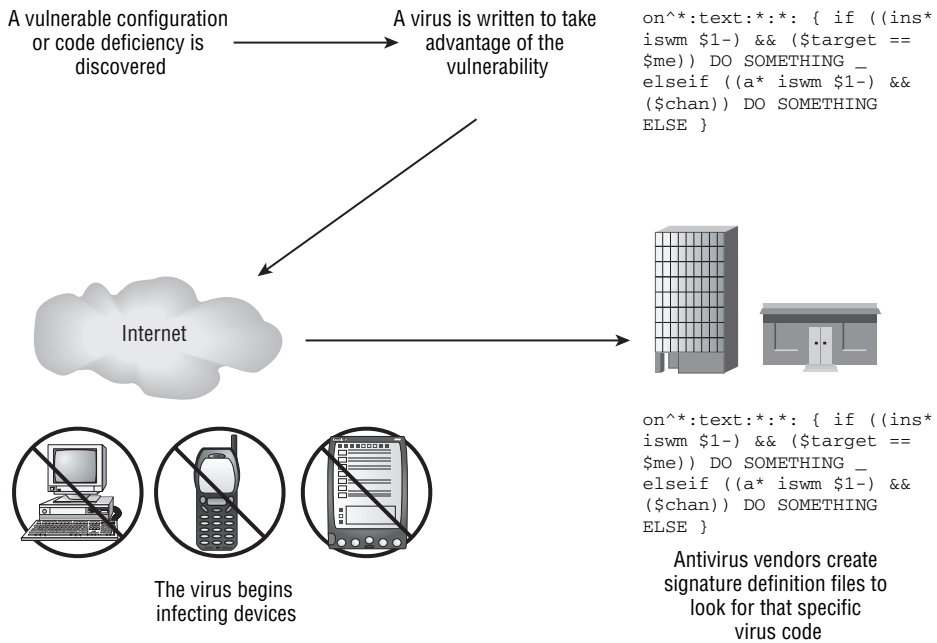 A vulnerable configuration
or code deficiency is
discovered
A virus is written to take
advantage of the
vulnerability
on^*:text:*:*: { if ((ins*
iswm $1-) && ($target ==
$me)) DO SOMETHING _
elseif ((a* iswm $1-) &&
($chan)) DO SOMETHING
ELSE }
Internet
The virus begins
infecting devices
on^*:text:*:*: { if ((ins*
iswm $1-) && ($target ==
$me)) DO SOMETHING _
elseif ((a* iswm $1-) &&
($chan)) DO SOMETHING
ELSE }
Antivirus vendors create
signature definition files to
look for that specific
virus code